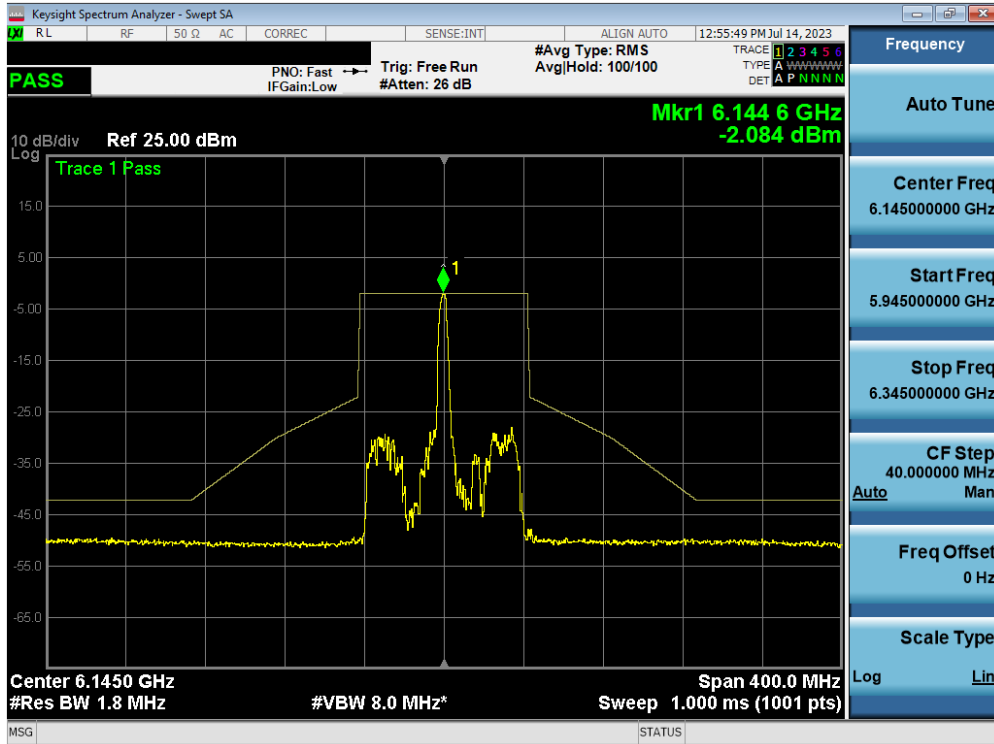 Keysight Spectrum Analyzer - Swept SA
LXI RL RF 50 Ω AC CORREC SENSE:INT ALIGN AUTO 12:55:49 PM Jul 14, 2023
PASS
PNO: Fast
IFGain:Low
Trig: Free Run
#Atten: 26 dB
#Avg Type: RMS
Avg|Hold: 100/100
TRACE 1 2 3 4 5 6
TYPE A WWWWW
DET A P N N N N
Mkr1 6.144 6 GHz
-2.084 dBm
10 dB/div Ref 25.00 dBm
Log
Trace 1 Pass
15.0
5.00
-5.00
-15.0
-25.0
-35.0
-45.0
-55.0
-65.0
1
Center 6.1450 GHz Span 400.0 MHz
#Res BW 1.8 MHz #VBW 8.0 MHz* Sweep 1.000 ms (1001 pts)
MSG STATUS
Frequency
Auto Tune
Center Freq
6.145000000 GHz
Start Freq
5.945000000 GHz
Stop Freq
6.345000000 GHz
CF Step
40.000000 MHz
Auto Man
Freq Offset
0 Hz
Scale Type
Log Lin